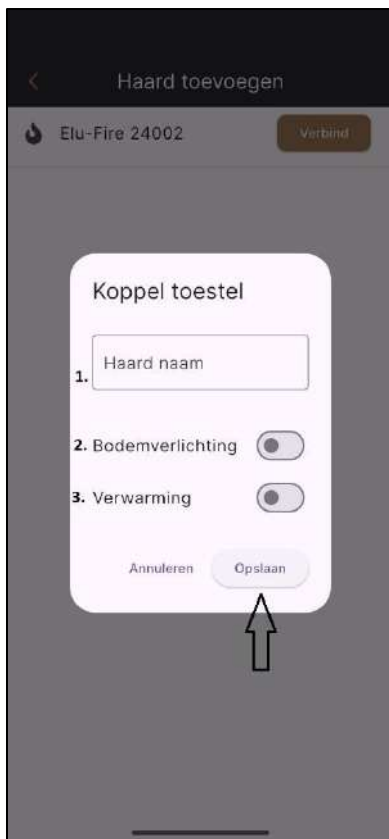 Haard toevoegen
Elu-Fire 24002 Verbind
Koppel toestel
1. Haard naam
2. Bodemverlichting
3. Verwarming
Annuleren Opslaan